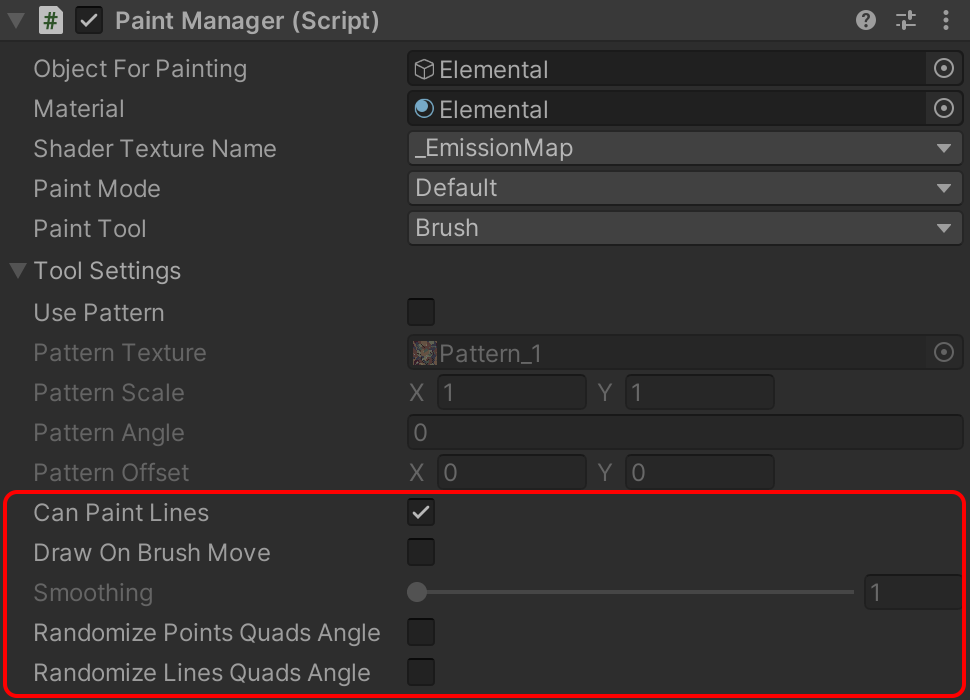 # Paint Manager (Script) ?
Object For Painting Elemental
Material Elemental
Shader Texture Name _EmissionMap
Paint Mode Default
Paint Tool Brush
Tool Settings
Use Pattern
Pattern Texture Pattern_1
Pattern Scale X 1 Y 1
Pattern Angle 0
Pattern Offset X 0 Y 0
Can Paint Lines
Draw On Brush Move
Smoothing 1
Randomize Points Quads Angle
Randomize Lines Quads Angle